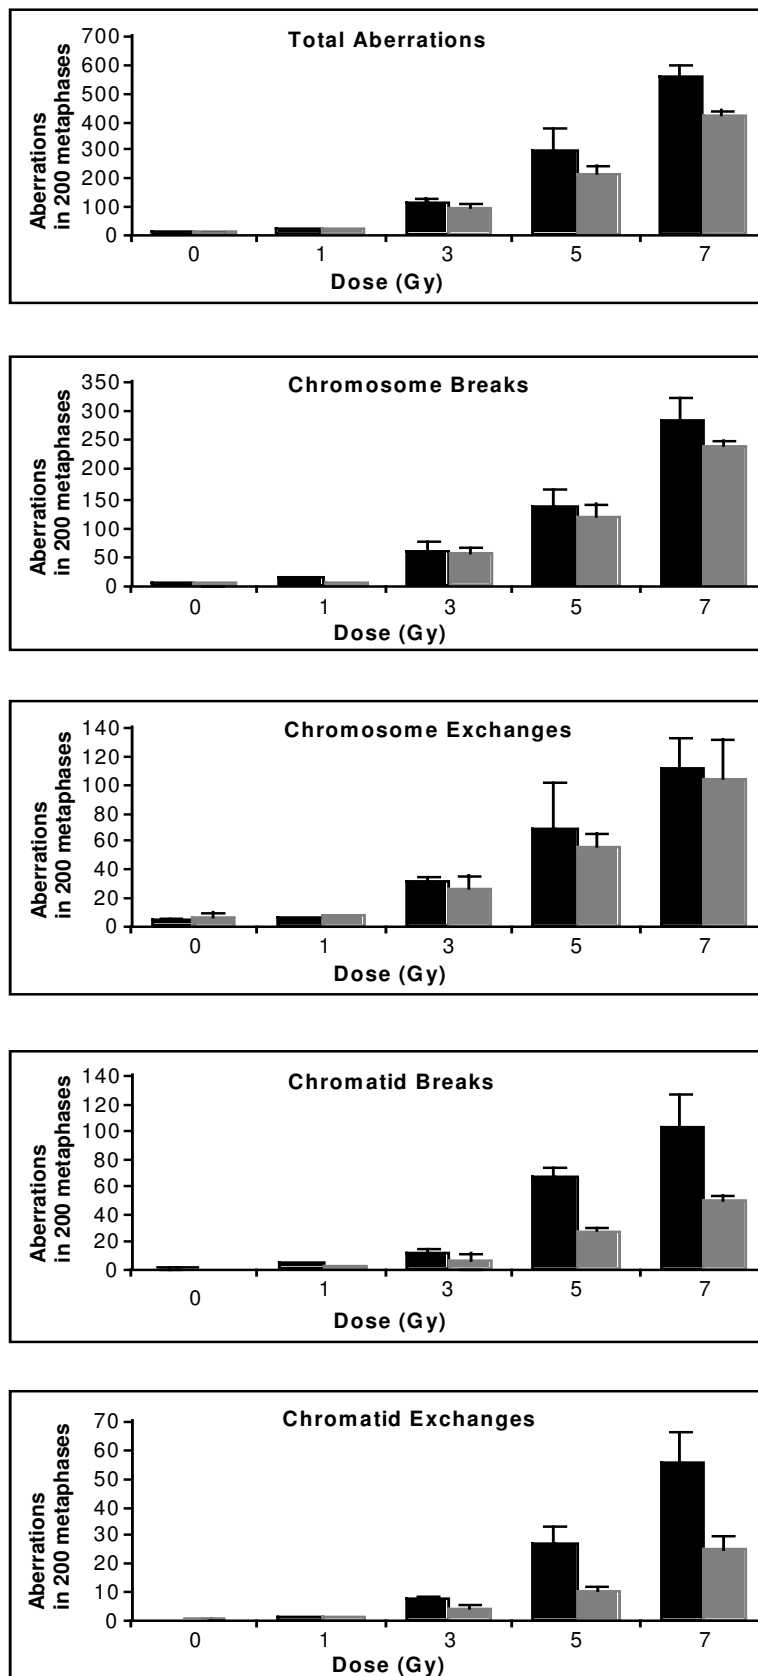 Total Aberrations
Aberrations
in 200 metaphases
700
600
500
400
300
200
100
0
0 1 3 5 7
Dose (Gy)
Chromosome Breaks
Aberrations
in 200 metaphases
350
300
250
200
150
100
50
0
0 1 3 5 7
Dose (Gy)
Chromosome Exchanges
Aberrations
in 200 metaphases
140
120
100
80
60
40
20
0
0 1 3 5 7
Dose (Gy)
Chromatid Breaks
Aberrations
in 200 metaphases
140
120
100
80
60
40
20
0
0 1 3 5 7
Dose (Gy)
Chromatid Exchanges
Aberrations
in 200 metaphases
70
60
50
40
30
20
10
0
0 1 3 5 7
Dose (Gy)